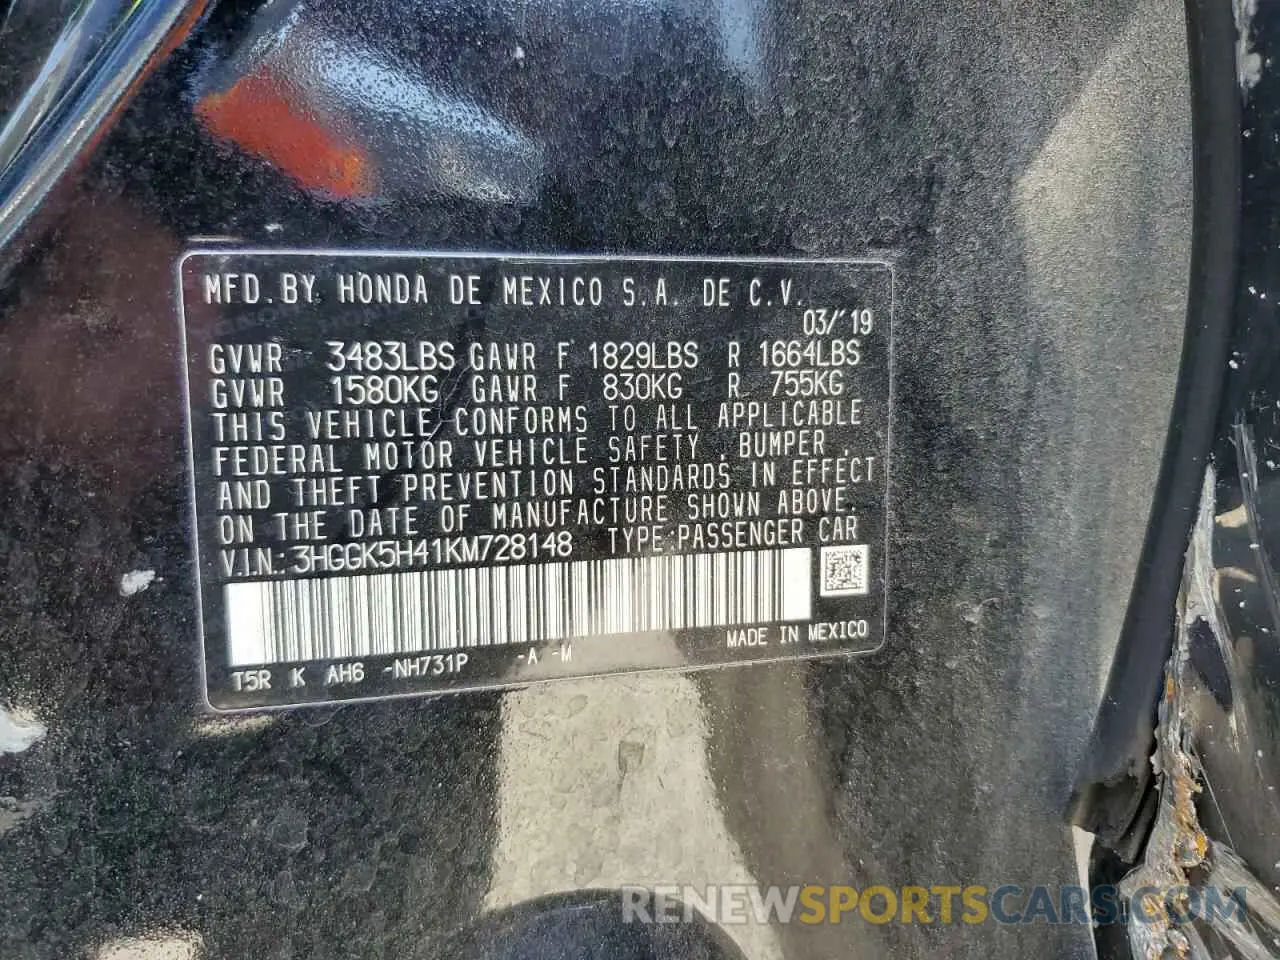 MFD. BY HONDA DE MEXICO S.A. DE C.V.
03/'19
GVWR 3483LBS GAWR F 1829LBS R 1664LBS
GVWR 1580KG GAWR F 830KG R 755KG
THIS VEHICLE CONFORMS TO ALL APPLICABLE
FEDERAL MOTOR VEHICLE SAFETY , BUMPER ,
AND THEFT PREVENTION STANDARDS IN EFFECT
ON THE DATE OF MANUFACTURE SHOWN ABOVE.
V.I.N.: 3HGGK5H41KM728148 TYPE:PASSENGER CAR
MADE IN MEXICO
T5R K AH6 -NH731P -A -M
RENEWSPORTSCARS.COM